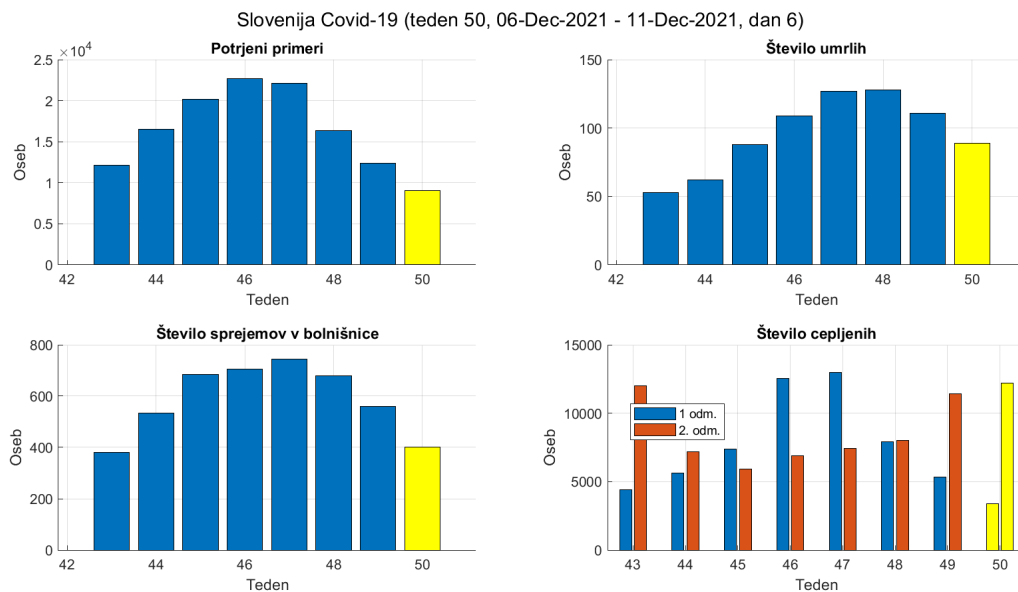 Slovenija Covid-19 (teden 50, 06-Dec-2021 - 11-Dec-2021, dan 6)
Potrjeni primeri
×10^4
2.5
2
1.5
1
0.5
0
Oseb
42 44 46 48 50
Teden
Število umrlih
150
100
50
0
Oseb
42 44 46 48 50
Teden
Število sprejemov v bolnišnice
800
600
400
200
0
Oseb
42 44 46 48 50
Teden
Število cepljenih
15000
10000
5000
0
Oseb
1 odm.
2. odm.
43 44 45 46 47 48 49 50
Teden